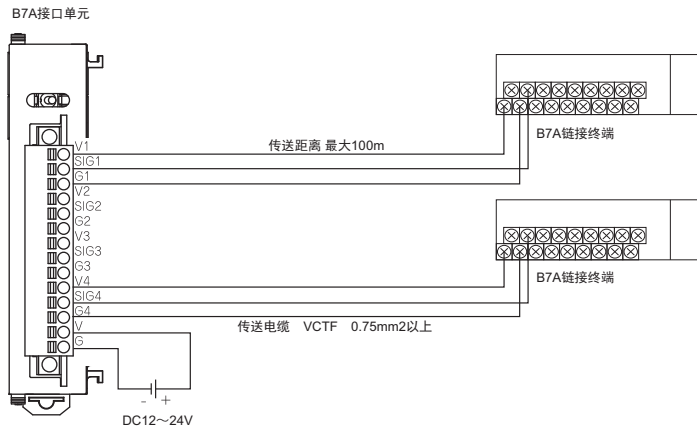 B7A接口单元
V1
SIG1
G1
V2
SIG2
G2
V3
SIG3
G3
V4
SIG4
G4
V
G
传送距离 最大100m
B7A链接终端
B7A链接终端
传送电缆 VCTF 0.75mm2以上
- +
DC12～24V